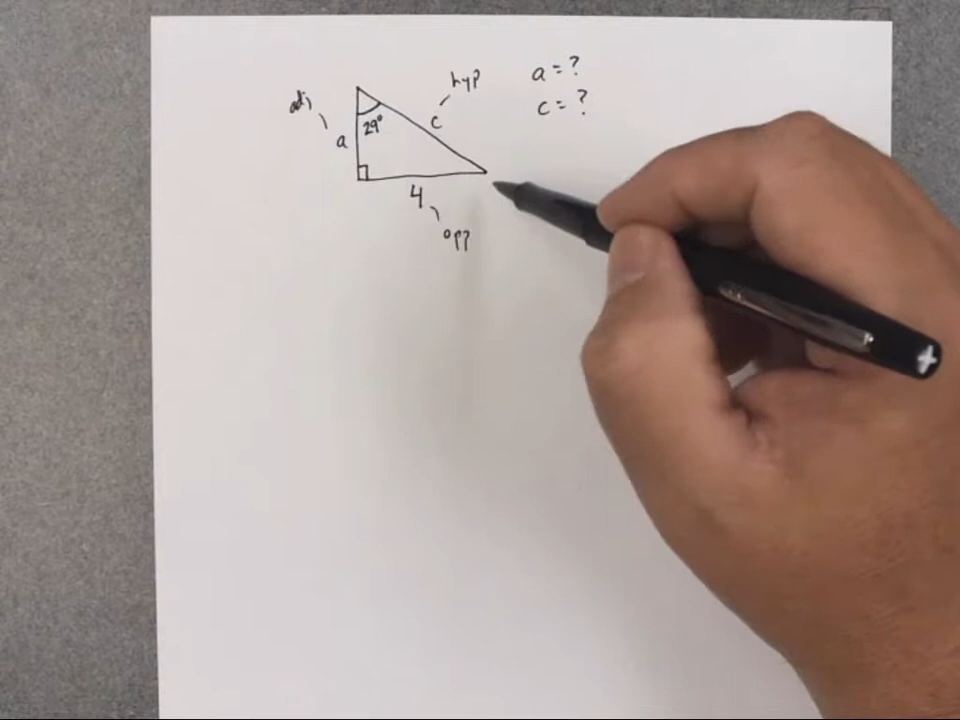 hyp
a = ?
adj
c
c = ?
29°
a
4
opp